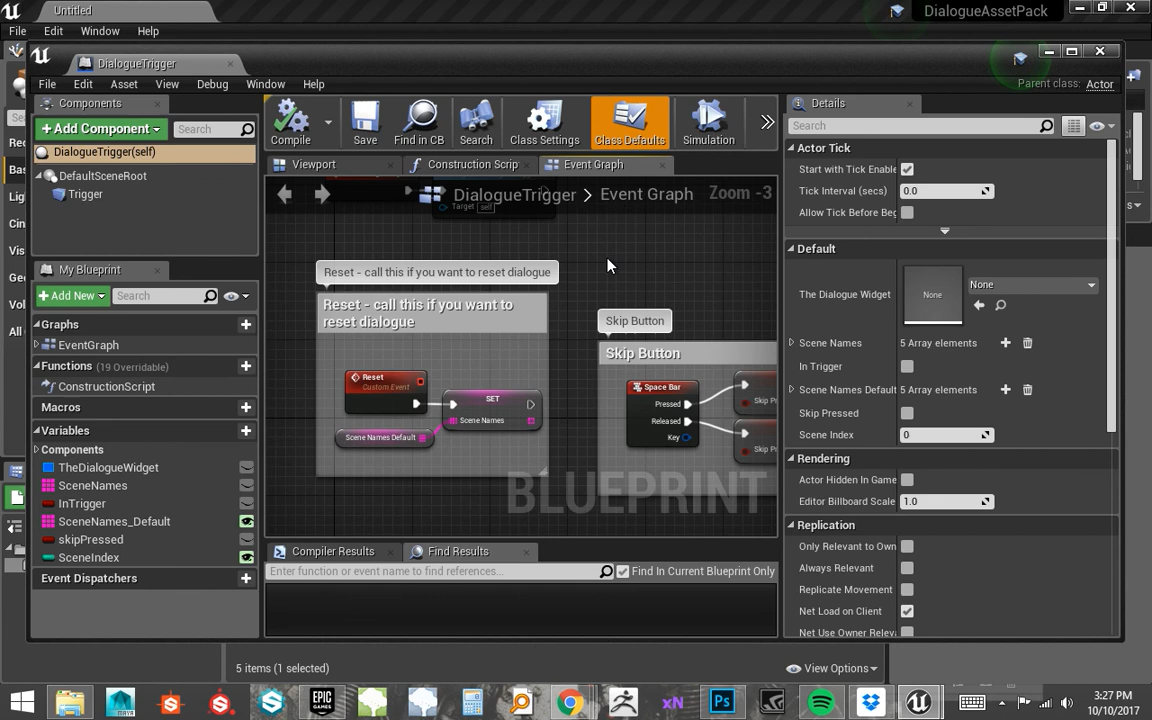 Untitled
DialogueAssetPack
File Edit Window Help
DialogueTrigger
File Edit Asset View Debug Window Help
Parent class: Actor
Components
+ Add Component
Search
DialogueTrigger(self)
DefaultSceneRoot
Trigger
My Blueprint
+ Add New
Search
Graphs
EventGraph
Functions (19 Overridable)
ConstructionScript
Macros
Variables
Components
TheDialogueWidget
SceneNames
InTrigger
SceneNames_Default
skipPressed
SceneIndex
Event Dispatchers
Compile
Save
Find in CB
Search
Class Settings
Class Defaults
Simulation
Viewport
Construction Scrip
Event Graph
DialogueTrigger > Event Graph
Zoom -3
Target self
Reset - call this if you want to reset dialogue
Reset - call this if you want to
reset dialogue
Reset
Custom Event
SET
Scene Names
Scene Names Default
Skip Button
Skip Button
Space Bar
Pressed
Released
Key
Skip Pr
Skip Pr
BLUEPRINT
Compiler Results
Find Results
Enter function or event name to find references...
Find In Current Blueprint Only
Details
Search
Actor Tick
Start with Tick Enable
Tick Interval (secs) 0.0
Allow Tick Before Beg
Default
The Dialogue Widget
None
None
Scene Names 5 Array elements
In Trigger
Scene Names Default 5 Array elements
Skip Pressed
Scene Index 0
Rendering
Actor Hidden In Game
Editor Billboard Scale 1.0
Replication
Only Relevant to Own
Always Relevant
Replicate Movement
Net Load on Client
Net Use Owner Relev
5 items (1 selected)
View Options
EPIC GAMES
xN
Ps
3:27 PM
10/10/2017